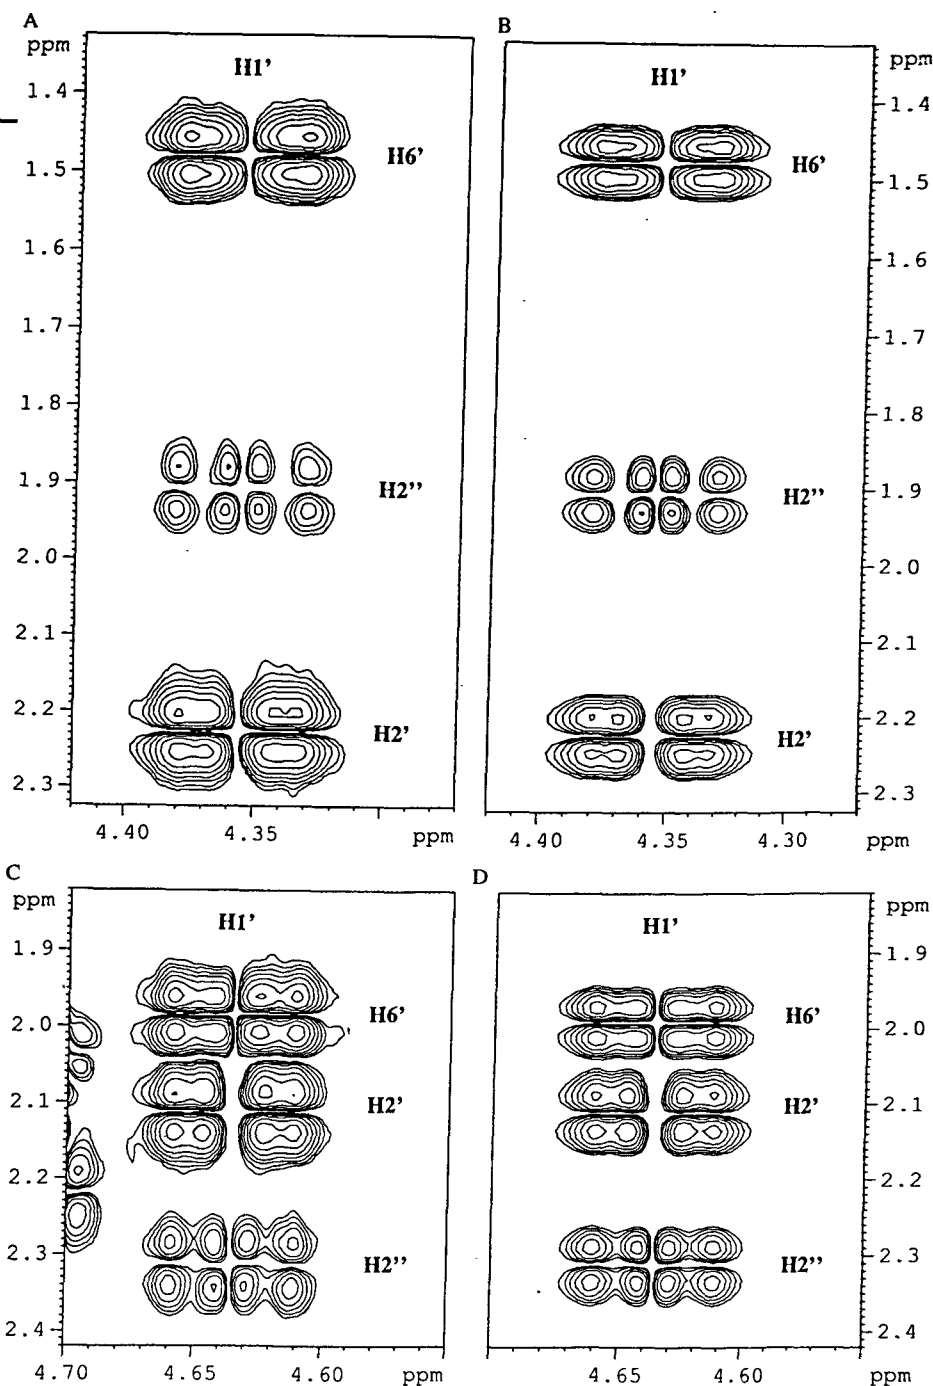 A
ppm
H1'
1.4
H6'
1.5
1.6
1.7
1.8
1.9
H2''
2.0
2.1
2.2
H2'
2.3
4.40 4.35 ppm
B
ppm
H1'
1.4
H6'
1.5
1.6
1.7
1.8
1.9
H2''
2.0
2.1
2.2
H2'
2.3
4.40 4.35 4.30 ppm
C
ppm
H1'
1.9
H6'
2.0
2.1
H2'
2.2
2.3
H2''
2.4
4.70 4.65 4.60 ppm
D
ppm
H1'
1.9
H6'
2.0
2.1
H2'
2.2
2.3
H2''
2.4
4.65 4.60 ppm